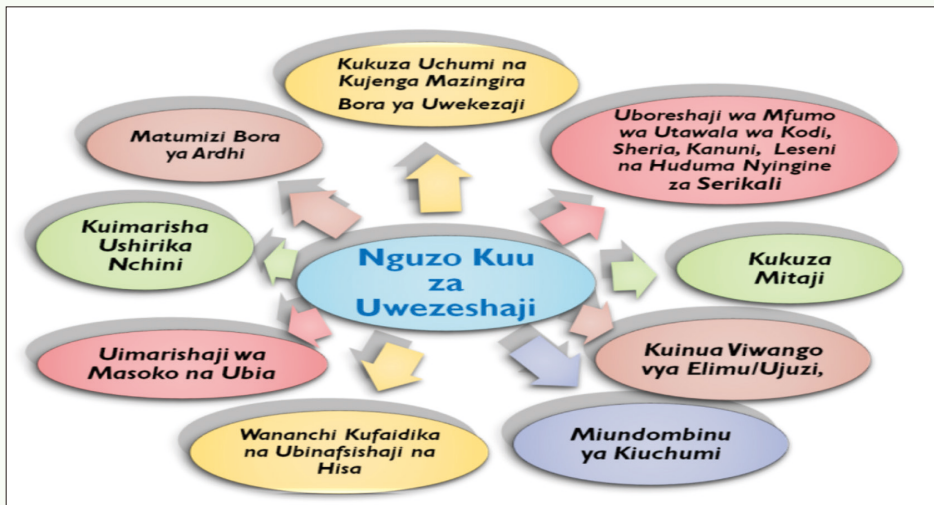 Kukuza Uchumi na
Kujenga Mazingira
Bora ya Uwekezaji
Uboreshaji wa Mfumo
wa Utawala wa Kodi,
Sheria, Kanuni, Leseni
na Huduma Nyingine
za Serikali
Kukuza
Mitaji
Kuinua Viwango
vya Elimu/Ujuzi,
Miundombinu
ya Kiuchumi
Wananchi Kufaidika
na Ubinafsishaji na
Hisa
Uimarishaji wa
Masoko na Ubia
Kuimarisha
Ushirika
Nchini
Matumizi Bora
ya Ardhi
Nguzo Kuu
za
Uwezeshaji